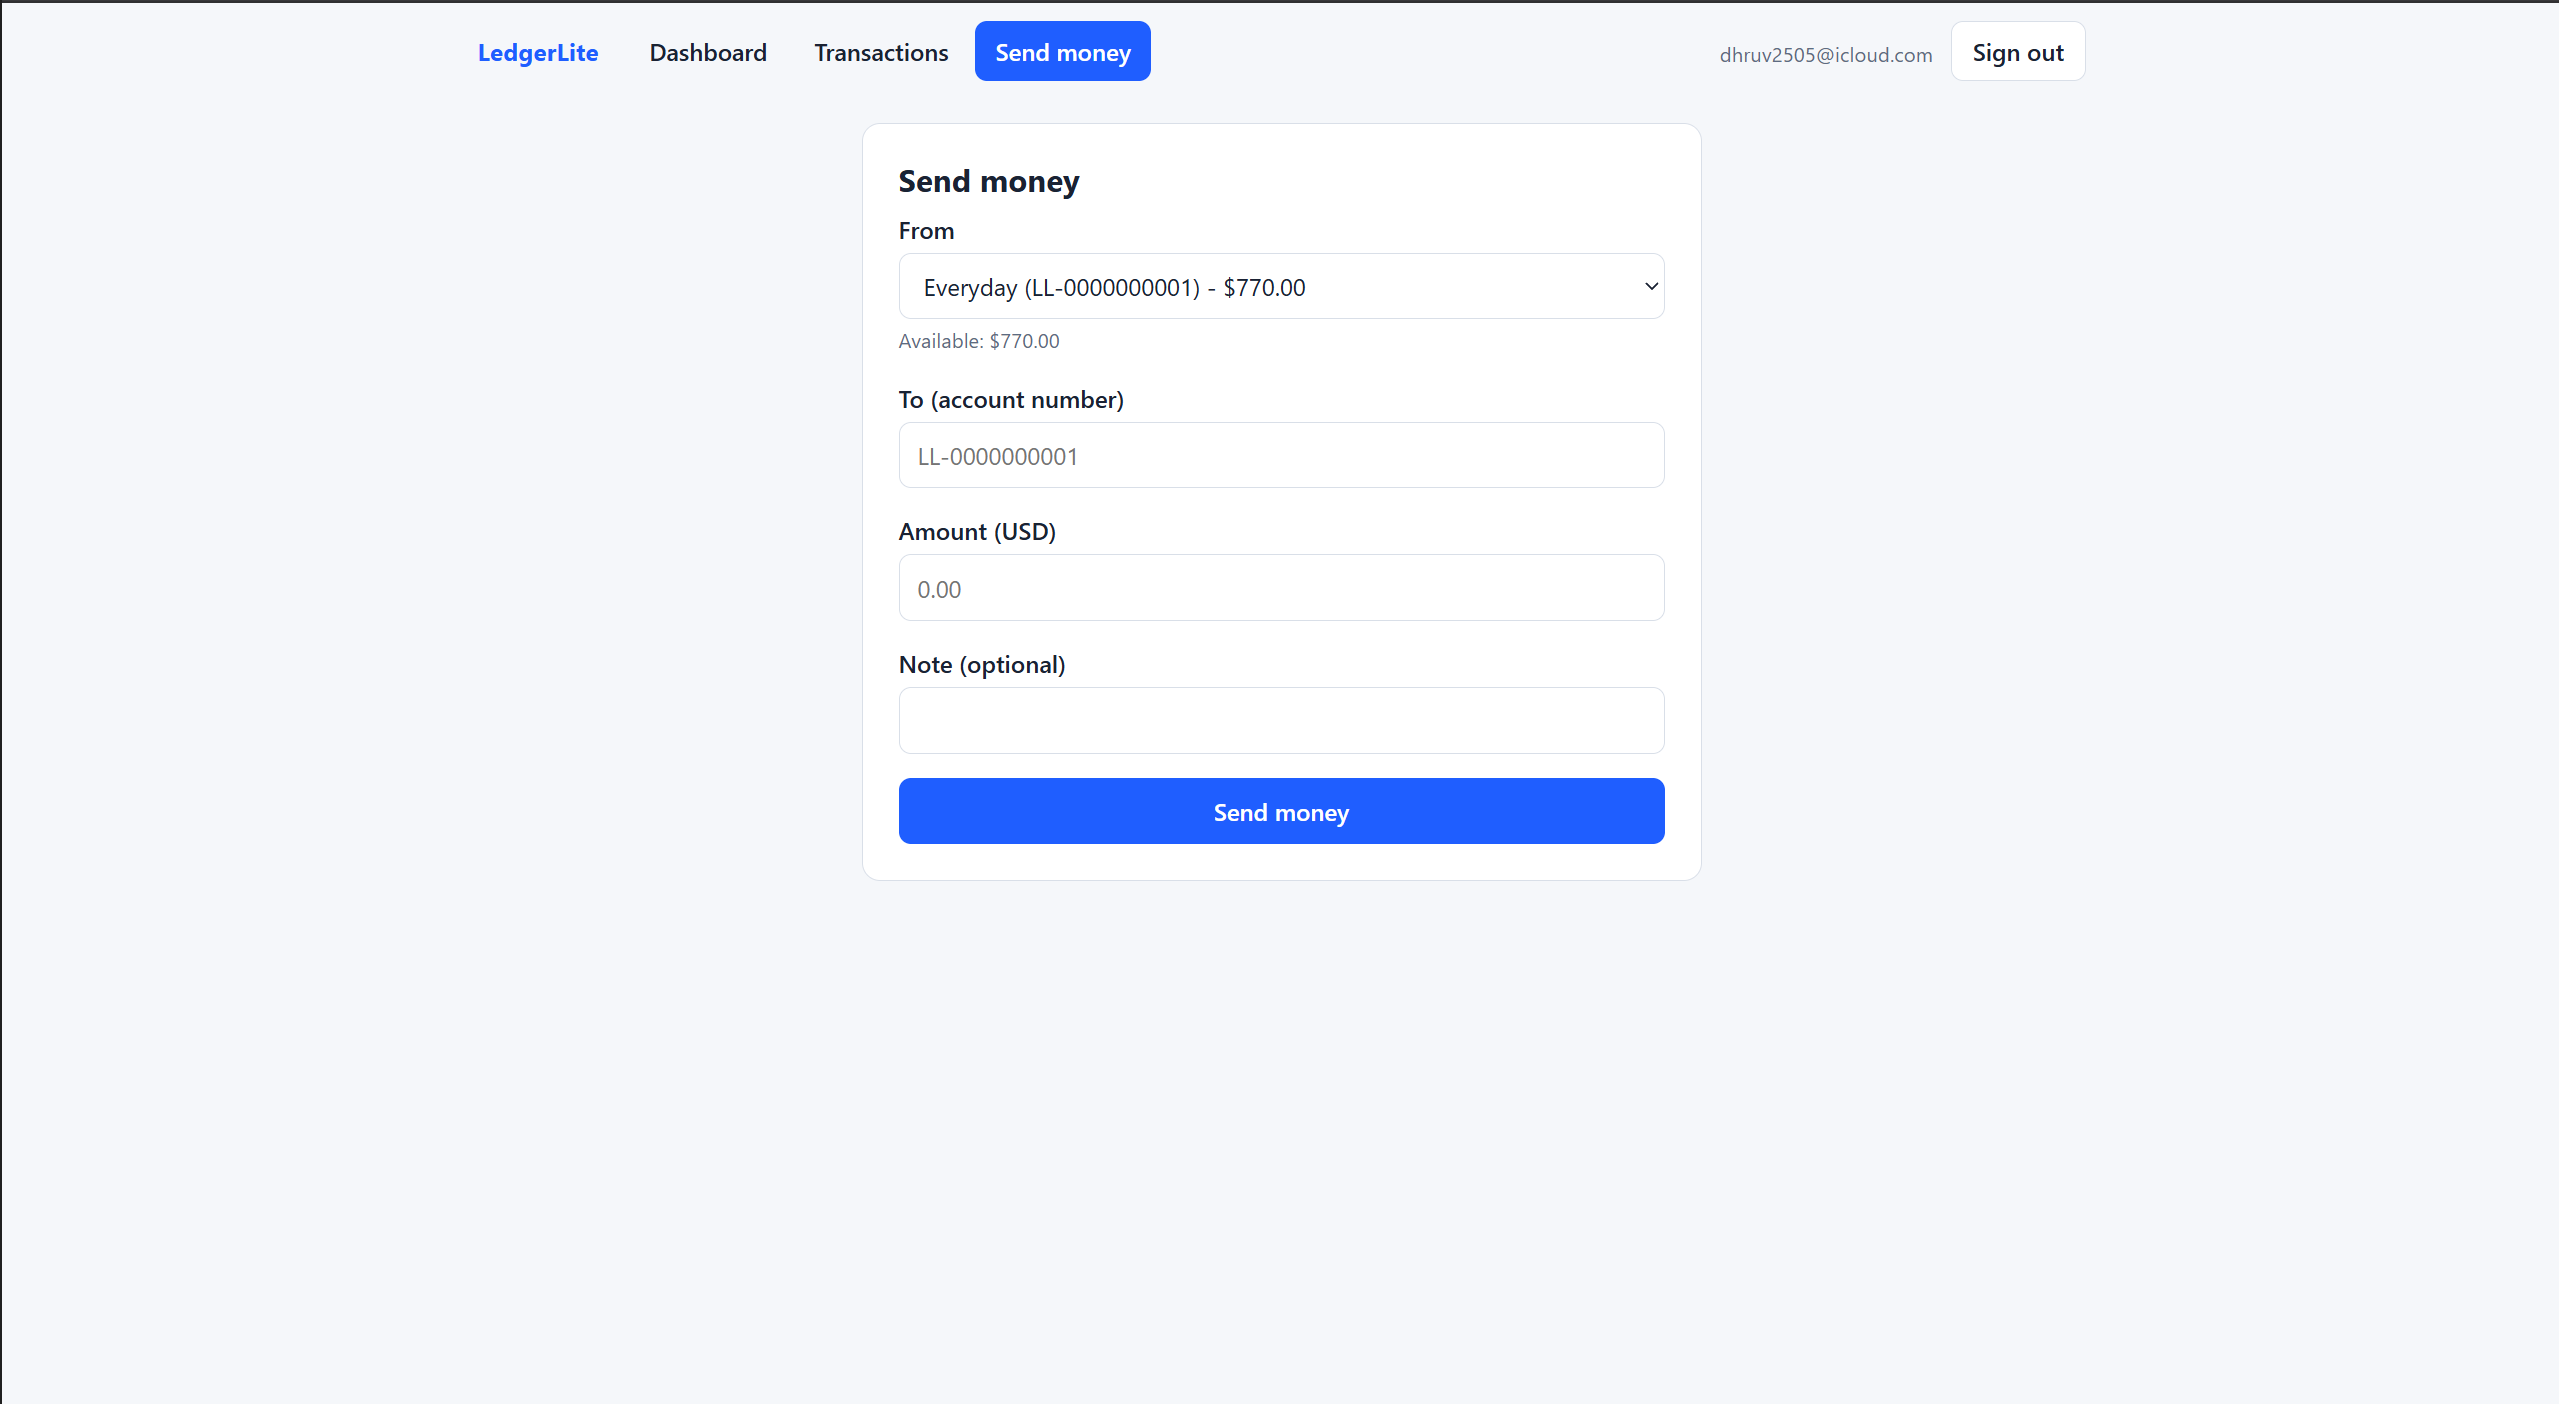 LedgerLite Dashboard Transactions Send money dhruv2505@icloud.com Sign out
Send money
From
Everyday (LL-0000000001) - $770.00
Available: $770.00
To (account number)
LL-0000000001
Amount (USD)
0.00
Note (optional)
Send money